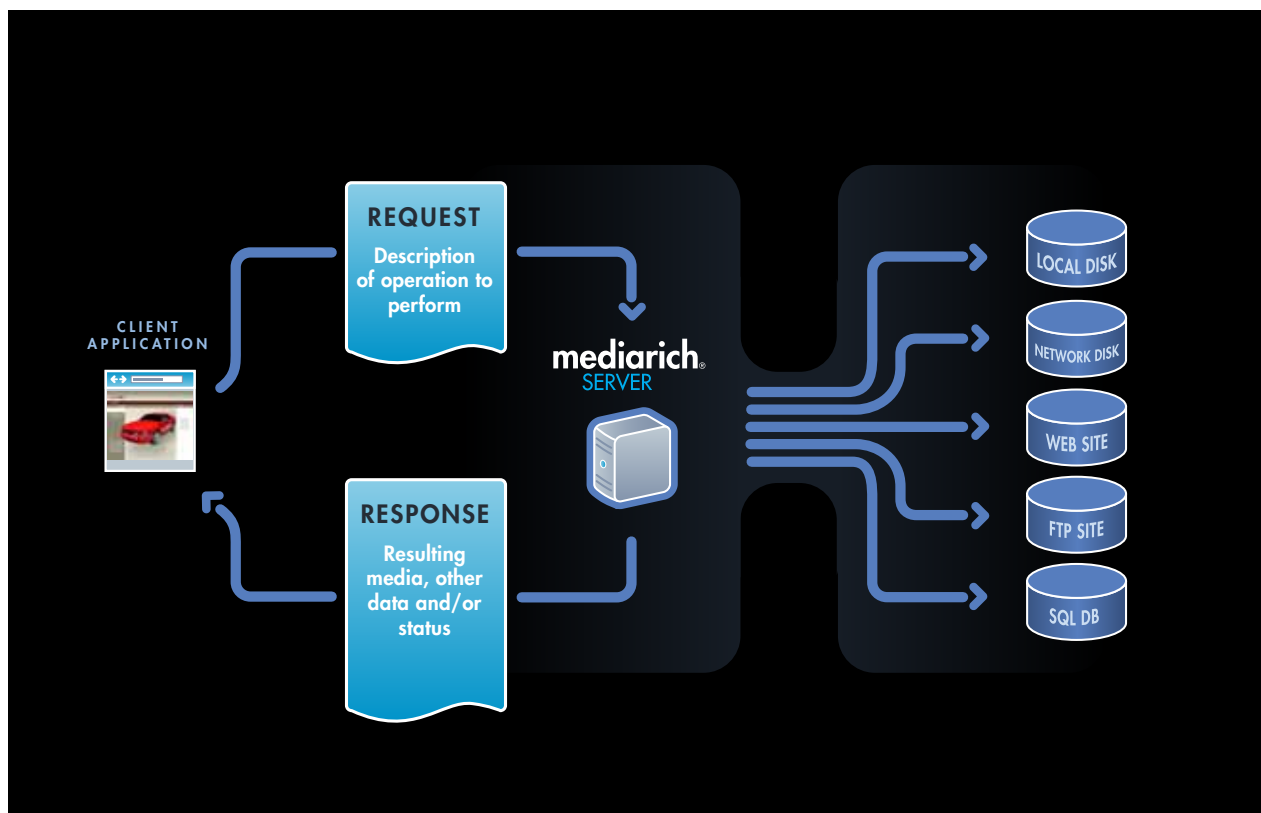 CLIENT
APPLICATION
REQUEST
Description
of operation to
perform
RESPONSE
Resulting
media, other
data and/or
status
mediarich®
SERVER
LOCAL DISK
NETWORK DISK
WEB SITE
FTP SITE
SQL DB